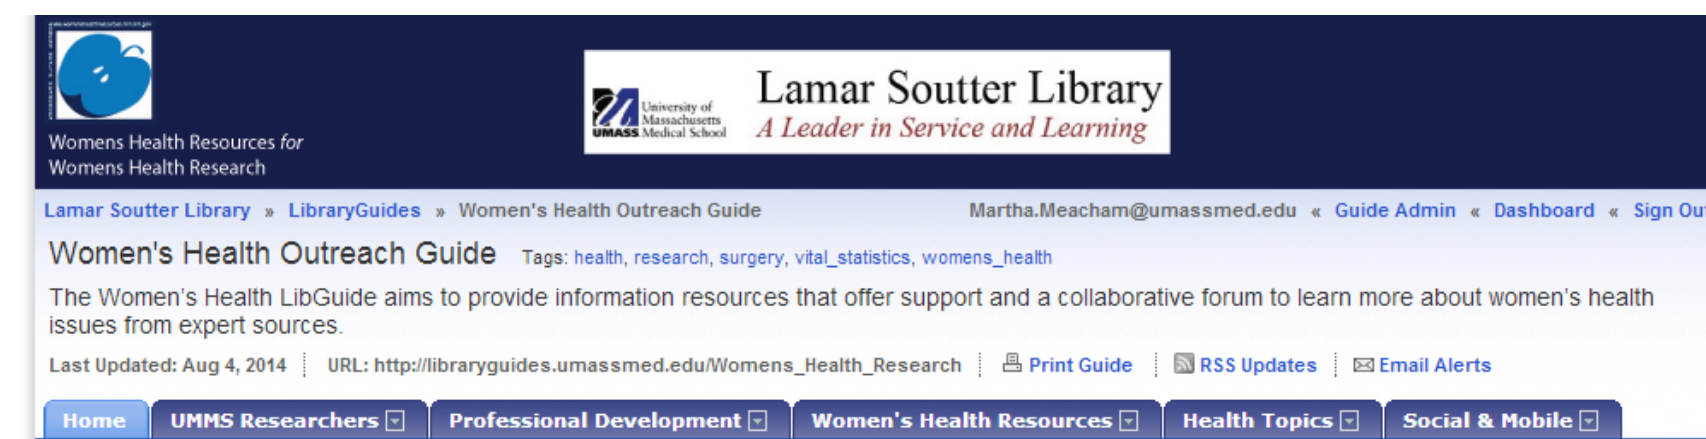 Womens Health Resources for
Womens Health Research
University of
Massachusetts
UMASS Medical School
Lamar Soutter Library
A Leader in Service and Learning
Lamar Soutter Library » LibraryGuides » Women's Health Outreach Guide
Martha.Meacham@umassmed.edu « Guide Admin « Dashboard « Sign Out
Women's Health Outreach Guide Tags: health, research, surgery, vital_statistics, womens_health
The Women's Health LibGuide aims to provide information resources that offer support and a collaborative forum to learn more about women's health
issues from expert sources.
Last Updated: Aug 4, 2014 URL: http://libraryguides.umassmed.edu/Womens_Health_Research Print Guide RSS Updates Email Alerts
Home UMMS Researchers Professional Development Women's Health Resources Health Topics Social & Mobile